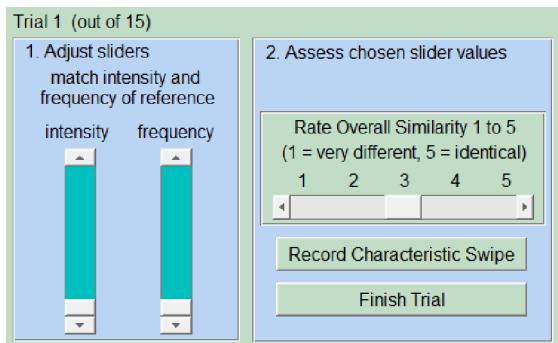 Trial 1 (out of 15)
1. Adjust sliders
match intensity and
frequency of reference
intensity frequency
2. Assess chosen slider values
Rate Overall Similarity 1 to 5
(1 = very different, 5 = identical)
1 2 3 4 5
Record Characteristic Swipe
Finish Trial